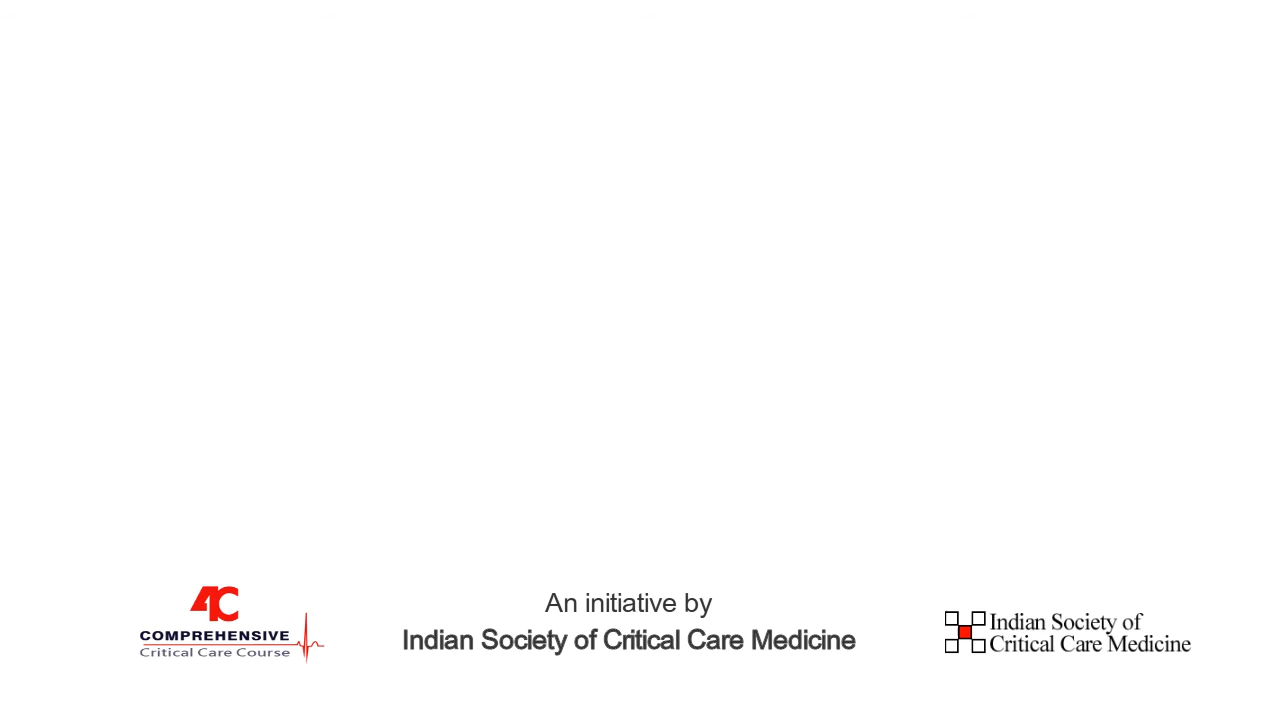 4C
COMPREHENSIVE
Critical Care Course
An initiative by
Indian Society of Critical Care Medicine
Indian Society of
Critical Care Medicine